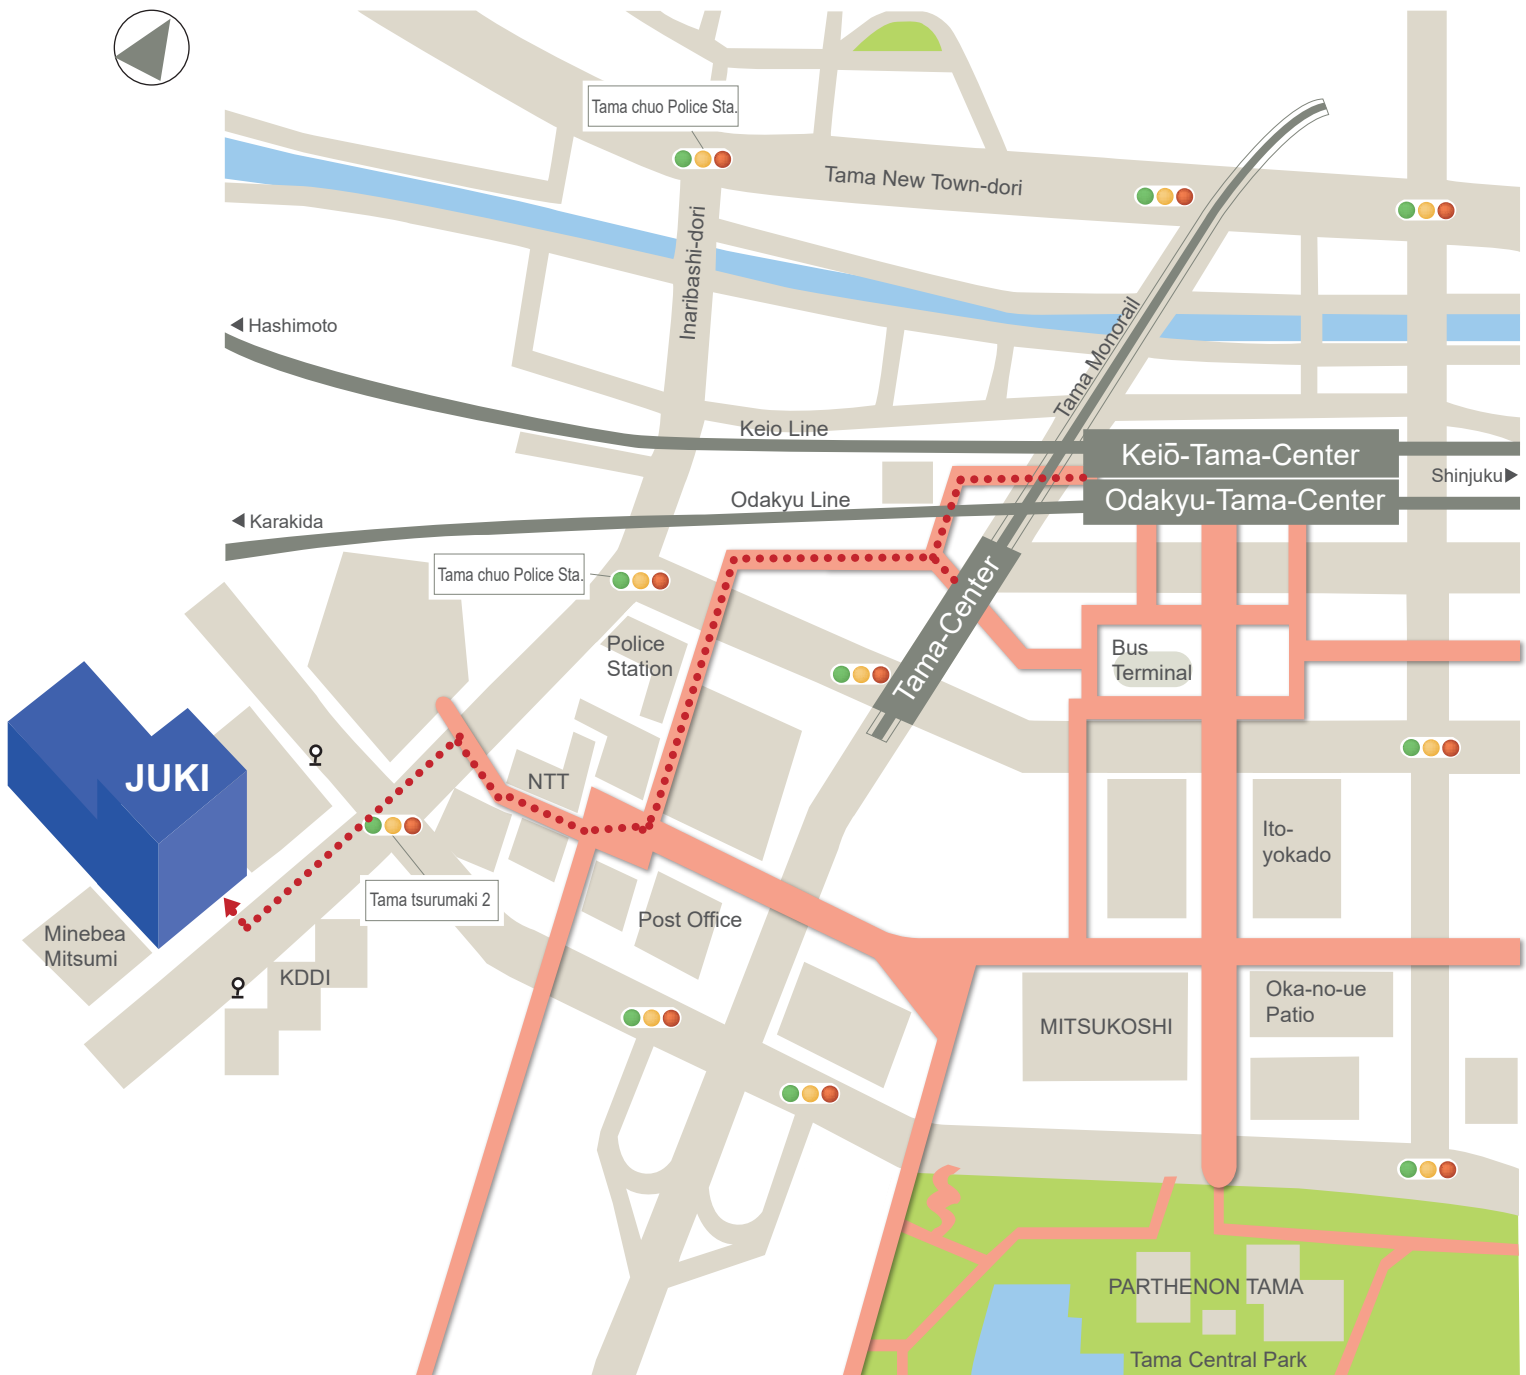 Tama chuo Police Sta.
Tama New Town-dori
Inaribashi-dori
Hashimoto
Tama Monorail
Keio Line
Keiō-Tama-Center
Shinjuku
Odakyu-Tama-Center
Odakyu Line
Karakida
Tama chuo Police Sta.
Tama-Center
Police
Station
Bus
Terminal
JUKI
NTT
Ito-
yokado
Tama tsurumaki 2
Post Office
Minebea
Mitsumi
KDDI
Oka-no-ue
Patio
MITSUKOSHI
PARTHENON TAMA
Tama Central Park